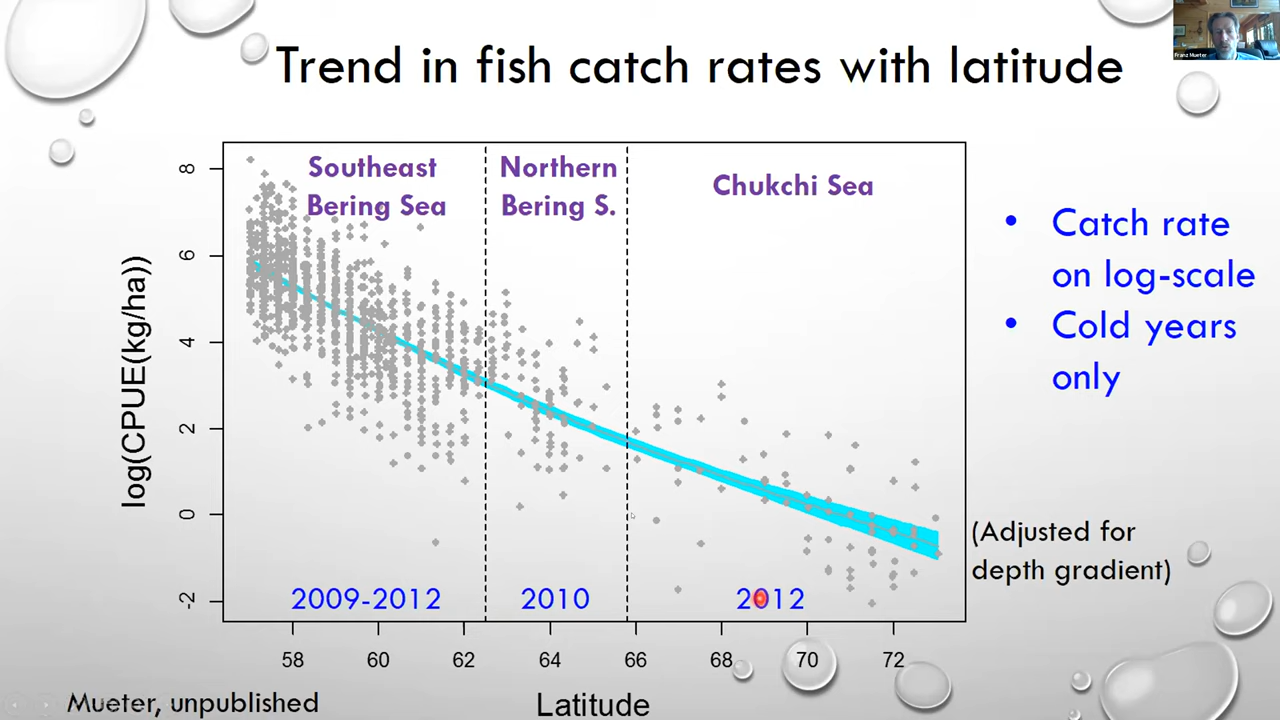 Trend in fish catch rates with latitude
Franz Mueter
Southeast
Bering Sea
Northern
Bering S.
Chukchi Sea
• Catch rate
on log-scale
• Cold years
only
log(CPUE(kg/ha))
8
6
4
2
0
-2
(Adjusted for
depth gradient)
2009-2012
2010
2012
58 60 62 64 66 68 70 72
Latitude
Mueter, unpublished